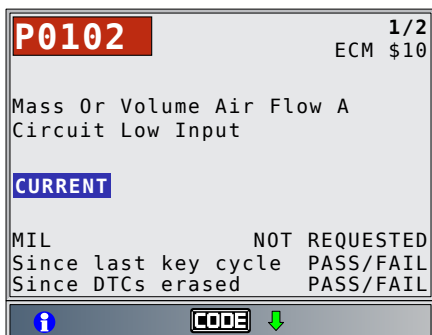 P0102 1/2
ECM $10
Mass Or Volume Air Flow A
Circuit Low Input
CURRENT
MIL NOT REQUESTED
Since last key cycle PASS/FAIL
Since DTCs erased PASS/FAIL
i CODE